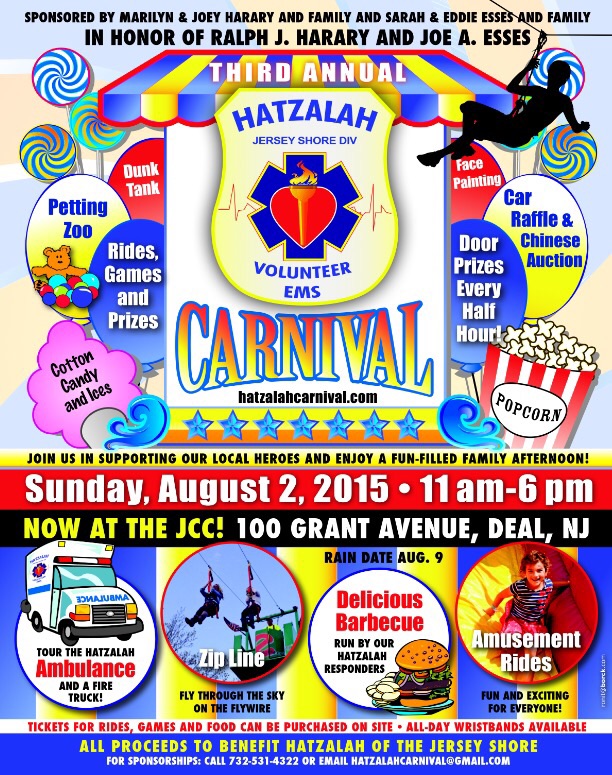 SPONSORED BY MARILYN & JOEY HARARY AND FAMILY AND SARAH & EDDIE ESSES AND FAMILY
IN HONOR OF RALPH J. HARARY AND JOE A. ESSES
THIRD ANNUAL
HATZALAH
JERSEY SHORE DIV
VOLUNTEER
EMS
CARNIVAL
hatzalahcarnival.com
Dunk
Tank
Petting
Zoo
Rides,
Games
and
Prizes
Cotton
Candy
and Ices
Face
Painting
Car
Raffle &
Chinese
Auction
Door
Prizes
Every
Half
Hour!
POPCORN
JOIN US IN SUPPORTING OUR LOCAL HEROES AND ENJOY A FUN-FILLED FAMILY AFTERNOON!
Sunday, August 2, 2015 • 11 am-6 pm
NOW AT THE JCC! 100 GRANT AVENUE, DEAL, NJ
RAIN DATE AUG. 9
AMBULANCE
TOUR THE HATZALAH
Ambulance
AND A FIRE
TRUCK!
Zip Line
FLY THROUGH THE SKY
ON THE FLYWIRE
Delicious
Barbecue
RUN BY OUR
HATZALAH
RESPONDERS
Amusement
Rides
FUN AND EXCITING
FOR EVERYONE!
TICKETS FOR RIDES, GAMES AND FOOD CAN BE PURCHASED ON SITE • ALL-DAY WRISTBANDS AVAILABLE
ALL PROCEEDS TO BENEFIT HATZALAH OF THE JERSEY SHORE
FOR SPONSORSHIPS: CALL 732-531-4322 OR EMAIL HATZALAHCARNIVAL@GMAIL.COM